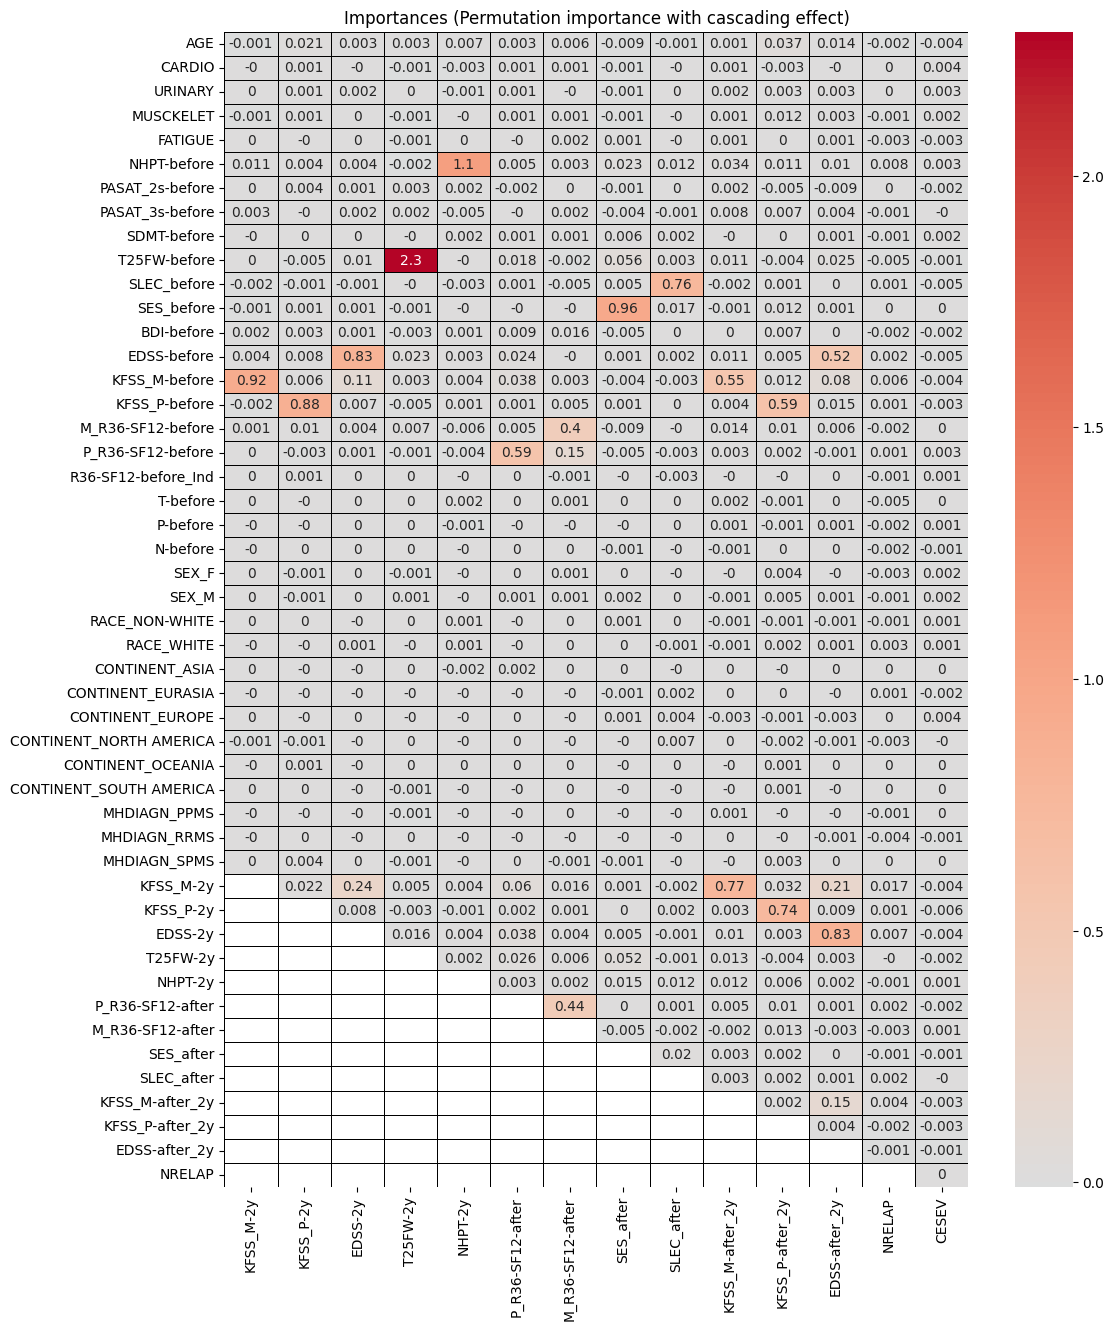 Importances (Permutation importance with cascading effect)
AGE -0.001 0.021 0.003 0.003 0.007 0.003 0.006 -0.009 -0.001 0.001 0.037 0.014 -0.002 -0.004
CARDIO -0 0.001 -0 -0.001 -0.003 0.001 0.001 -0.001 -0 0.001 -0.003 -0 0 0.004
URINARY 0 0.001 0.002 0 -0.001 0.001 -0 -0.001 0 0.002 0.003 0.003 0 0.003
MUSCKELET -0.001 0.001 0 -0.001 -0 0.001 0.001 -0.001 -0 0.001 0.012 0.003 -0.001 0.002
FATIGUE 0 -0 0 -0.001 0 -0 0.002 0.001 -0 0.001 0 0.001 -0.003 -0.003
NHPT-before 0.011 0.004 0.004 -0.002 1.1 0.005 0.003 0.023 0.012 0.034 0.011 0.01 0.008 0.003
PASAT_2s-before 0 0.004 0.001 0.003 0.002 -0.002 0 -0.001 0 0.002 -0.005 -0.009 0 -0.002
PASAT_3s-before 0.003 -0 0.002 0.002 -0.005 -0 0.002 -0.004 -0.001 0.008 0.007 0.004 -0.001 -0
SDMT-before -0 0 0 -0 0.002 0.001 0.001 0.006 0.002 -0 0 0.001 -0.001 0.002
T25FW-before 0 -0.005 0.01 2.3 -0 0.018 -0.002 0.056 0.003 0.011 -0.004 0.025 -0.005 -0.001
SLEC_before -0.002 -0.001 -0.001 -0 -0.003 0.001 -0.005 0.005 0.76 -0.002 0.001 0 0.001 -0.005
SES_before -0.001 0.001 0.001 -0.001 -0 -0 -0 0.96 0.017 -0.001 0.012 0.001 0 0
BDI-before 0.002 0.003 0.001 -0.003 0.001 0.009 0.016 -0.005 0 0 0.007 0 -0.002 -0.002
EDSS-before 0.004 0.008 0.83 0.023 0.003 0.024 -0 0.001 0.002 0.011 0.005 0.52 0.002 -0.005
KFSS_M-before 0.92 0.006 0.11 0.003 0.004 0.038 0.003 -0.004 -0.003 0.55 0.012 0.08 0.006 -0.004
KFSS_P-before -0.002 0.88 0.007 -0.005 0.001 0.001 0.005 0.001 0 0.004 0.59 0.015 0.001 -0.003
M_R36-SF12-before 0.001 0.01 0.004 0.007 -0.006 0.005 0.4 -0.009 -0 0.014 0.01 0.006 -0.002 0
P_R36-SF12-before 0 -0.003 0.001 -0.001 -0.004 0.59 0.15 -0.005 -0.003 0.003 0.002 -0.001 0.001 0.003
R36-SF12-before_Ind 0 0.001 0 0 -0 0 -0.001 -0 -0.003 -0 -0 0 -0.001 0.001
T-before 0 -0 0 0 0.002 0 0.001 0 0 0.002 -0.001 0 -0.005 0
P-before -0 -0 0 0 -0.001 -0 -0 -0 0 0.001 -0.001 0.001 -0.002 0.001
N-before -0 0 0 0 -0 0 0 -0.001 -0 -0.001 0 0 -0.002 -0.001
SEX_F 0 -0.001 0 -0.001 -0 0 0.001 0 -0 -0 0.004 -0 -0.003 0.002
SEX_M 0 -0.001 0 0.001 -0 0.001 0.001 0.002 0 -0.001 0.005 0.001 -0.001 0.002
RACE_NON-WHITE 0 0 -0 0 0.001 -0 0 0.001 0 -0.001 -0.001 -0.001 -0.001 0.001
RACE_WHITE -0 -0 0.001 -0 0.001 -0 0 0 -0.001 -0.001 0.002 0.001 0.003 0.001
CONTINENT_ASIA 0 -0 -0 0 -0.002 0.002 0 0 -0 0 -0 0 0 0
CONTINENT_EURASIA -0 -0 -0 -0 -0 -0 -0 -0.001 0.002 0 0 -0 0.001 -0.002
CONTINENT_EUROPE 0 -0 0 -0 -0 0 -0 0.001 0.004 -0.003 -0.001 -0.003 0 0.004
CONTINENT_NORTH AMERICA -0.001 -0.001 -0 0 -0 0 -0 -0 0.007 0 -0.002 -0.001 -0.003 -0
CONTINENT_OCEANIA -0 0.001 -0 -0 0 0 0 -0 0 -0 0.001 0 0 0
CONTINENT_SOUTH AMERICA 0 0 -0 -0.001 -0 -0 0 -0 -0 -0 0.001 -0 0 0
MHDIAGN_PPMS -0 -0 -0 -0.001 -0 -0 0 -0 -0 0.001 -0 -0 -0.001 0
MHDIAGN_RRMS -0 0 -0 0 0 -0 -0 -0 -0 0 -0 -0.001 -0.004 -0.001
MHDIAGN_SPMS 0 0.004 0 -0.001 -0 0 -0.001 -0.001 -0 -0 0.003 0 0 0
KFSS_M-2y 0.022 0.24 0.005 0.004 0.06 0.016 0.001 -0.002 0.77 0.032 0.21 0.017 -0.004
KFSS_P-2y 0.008 -0.003 -0.001 0.002 0.001 0 0.002 0.003 0.74 0.009 0.001 -0.006
EDSS-2y 0.016 0.004 0.038 0.004 0.005 -0.001 0.01 0.003 0.83 0.007 -0.004
T25FW-2y 0.002 0.026 0.006 0.052 -0.001 0.013 -0.004 0.003 -0 -0.002
NHPT-2y 0.003 0.002 0.015 0.012 0.012 0.006 0.002 -0.001 0.001
P_R36-SF12-after 0.44 0 0.001 0.005 0.01 0.001 0.002 -0.002
M_R36-SF12-after -0.005 -0.002 -0.002 0.013 -0.003 -0.003 0.001
SES_after 0.02 0.003 0.002 0 -0.001 -0.001
SLEC_after 0.003 0.002 0.001 0.002 -0
KFSS_M-after_2y 0.002 0.15 0.004 -0.003
KFSS_P-after_2y 0.004 -0.002 -0.003
EDSS-after_2y -0.001 -0.001
NRELAP 0
KFSS_M-2y
KFSS_P-2y
EDSS-2y
T25FW-2y
NHPT-2y
P_R36-SF12-after
M_R36-SF12-after
SES_after
SLEC_after
KFSS_M-after_2y
KFSS_P-after_2y
EDSS-after_2y
NRELAP
CESEV
2.0
1.5
1.0
0.5
0.0